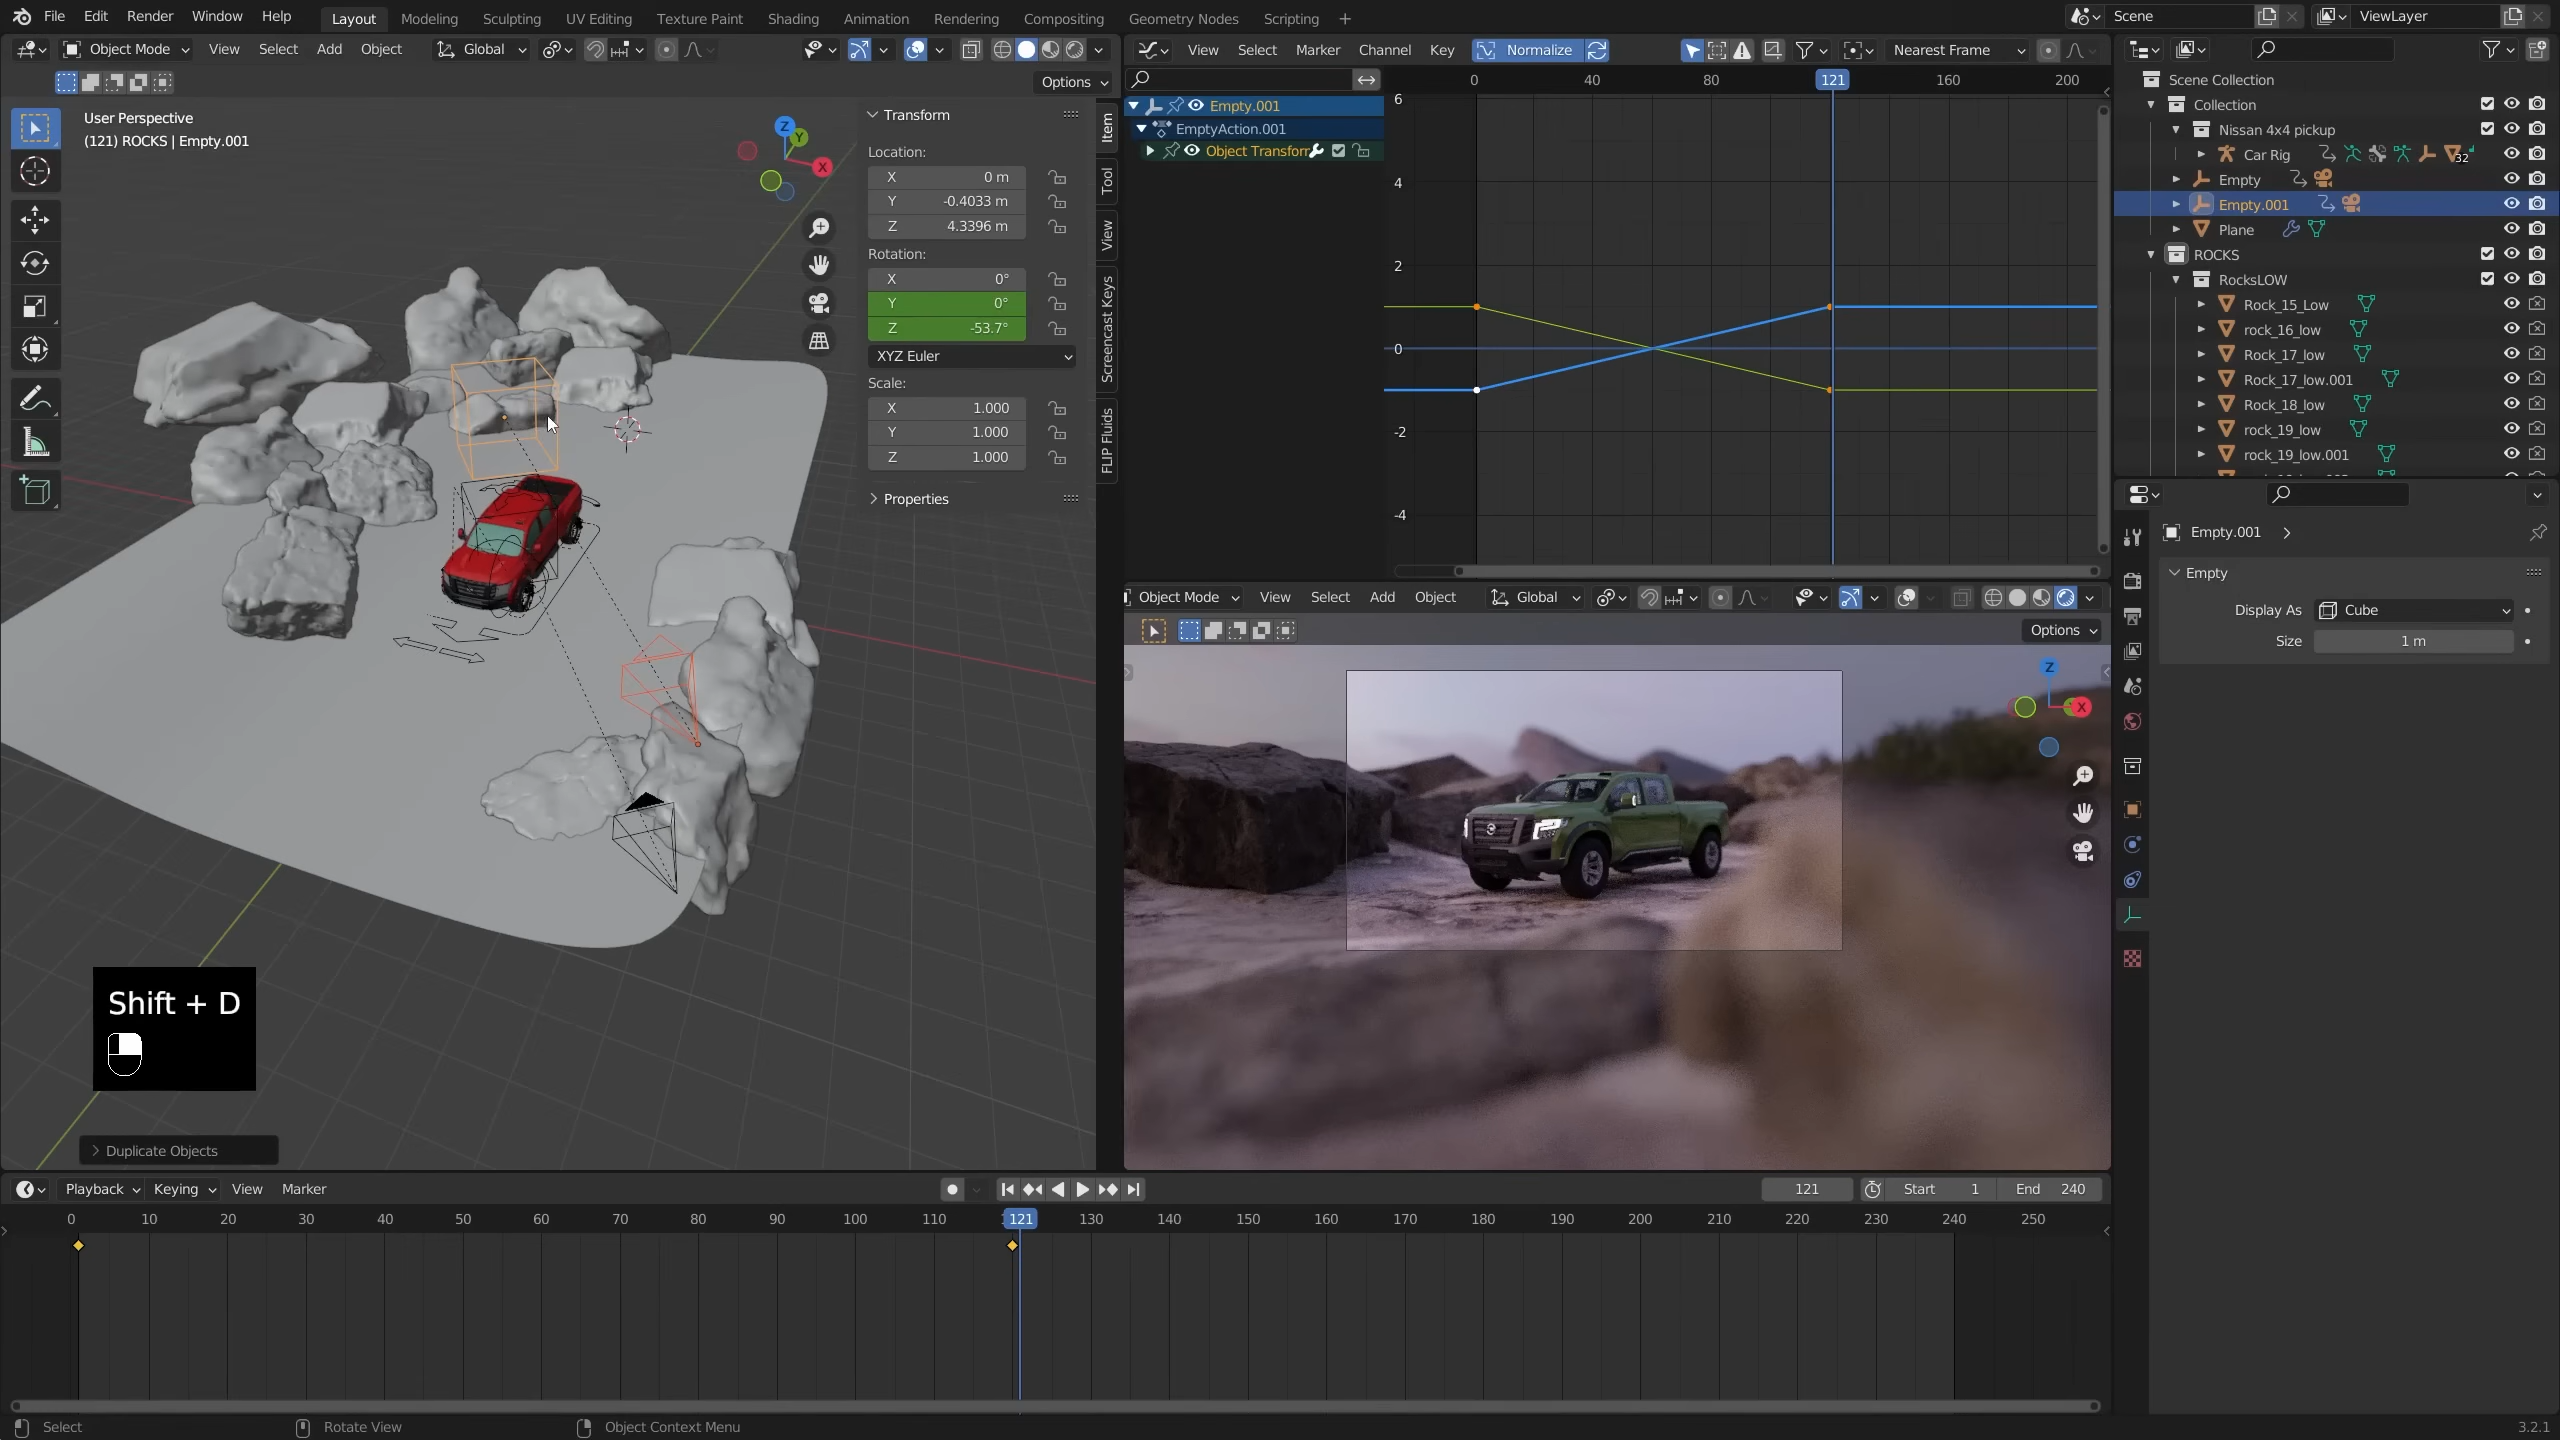 File Edit Render Window Help Layout Modeling Sculpting UV Editing Texture Paint Shading Animation Rendering Compositing Geometry Nodes Scripting + Scene ViewLayer
Object Mode View Select Add Object Global
Options
User Perspective
(121) ROCKS | Empty.001
Z
Y
X
Transform
Location:
X 0 m
Y -0.4033 m
Z 4.3396 m
Rotation:
X 0°
Y 0°
Z -53.7°
XYZ Euler
Scale:
X 1.000
Y 1.000
Z 1.000
Properties
Item
Tool
View
Screencast Keys
FLIP Fluids
View Select Marker Channel Key Normalize Nearest Frame
0 40 80 121 160 200
Empty.001
EmptyAction.001
Object Transform
6
4
2
0
-2
-4
Object Mode View Select Add Object Global
Options
Z
X
Scene Collection
Collection
Nissan 4x4 pickup
Car Rig 32
Empty
Empty.001
Plane
ROCKS
RocksLOW
Rock_15_Low
rock_16_low
Rock_17_low
Rock_17_low.001
Rock_18_low
rock_19_low
rock_19_low.001
Empty.001
Empty
Display As Cube
Size 1 m
Shift + D
Duplicate Objects
Playback Keying View Marker 121 Start 1 End 240
0 10 20 30 40 50 60 70 80 90 100 110 121 130 140 150 160 170 180 190 200 210 220 230 240 250
Select Rotate View Object Context Menu 3.2.1